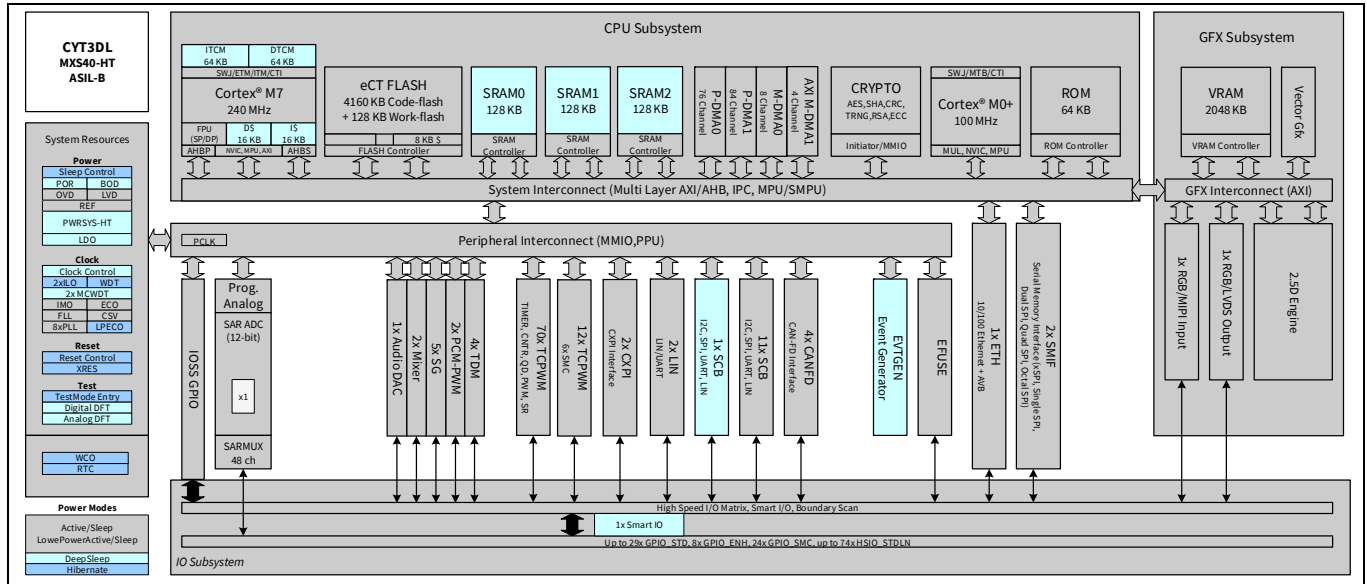 CYT3DL
MXS40-HT
ASIL-B
System Resources
Power
Sleep Control
POR BOD
OVD LVD
REF
PWRSYS-HT
LDO
Clock
Clock Control
2xILO WDT
2x MCWDT
IMO ECO
FLL CSV
8xPLL LPECO
Reset
Reset Control
XRES
Test
TestMode Entry
Digital DFT
Analog DFT
WCO
RTC
Power Modes
Active/Sleep
LowePowerActive/Sleep
DeepSleep
Hibernate
CPU Subsystem
ITCM
64 KB
DTCM
64 KB
SWJ/ETM/ITM/CTI
Cortex® M7
240 MHz
FPU
(SP/DP)
D$
16 KB
I$
16 KB
AHBP NVIC, MPU, AXI AHBS
eCT FLASH
4160 KB Code-flash
+ 128 KB Work-flash
8 KB $
FLASH Controller
SRAM0
128 KB
SRAM
Controller
SRAM1
128 KB
SRAM
Controller
SRAM2
128 KB
SRAM
Controller
P-DMA0
76 Channel
P-DMA1
84 Channel
M-DMA0
8 Channel
AXI M-DMA1
4 Channel
CRYPTO
AES,SHA,CRC,
TRNG,RSA,ECC
Initiator/MMIO
SWJ/MTB/CTI
Cortex® M0+
100 MHz
MUL, NVIC, MPU
ROM
64 KB
ROM Controller
System Interconnect (Multi Layer AXI/AHB, IPC, MPU/SMPU)
GFX Subsystem
VRAM
2048 KB
VRAM Controller
Vector Gfx
GFX Interconnect (AXI)
1x RGB/MIPI Input
1x RGB/LVDS Output
2.5D Engine
PCLK
Peripheral Interconnect (MMIO,PPU)
IOSS GPIO
Prog.
Analog
SAR ADC
(12-bit)
x1
SARMUX
48 ch
1x Audio DAC
2x Mixer
5x SG
2x PCM-PWM
4x TDM
70x TCPWM
TIMER, CNTR, QD, PWM, SR
12x TCPWM
6x SMC
2x CXPI
CXPI Interface
2x LIN
LIN/UART
1x SCB
I2C, SPI, UART, LIN
11x SCB
I2C, SPI, UART, LIN
4x CANFD
CAN-FD Interface
EVTGEN
Event Generator
EFUSE
1x ETH
10/100 Ethernet + AVB
2x SMIF
Serial Memory Interface (xSPI, Single SPI,
Dual SPI, Quad SPI, Octal SPI)
High Speed I/O Matrix, Smart I/O, Boundary Scan
1x Smart IO
Up to 29x GPIO_STD, 8x GPIO_ENH, 24x GPIO_SMC, up to 74x HSIO_STDLN
IO Subsystem